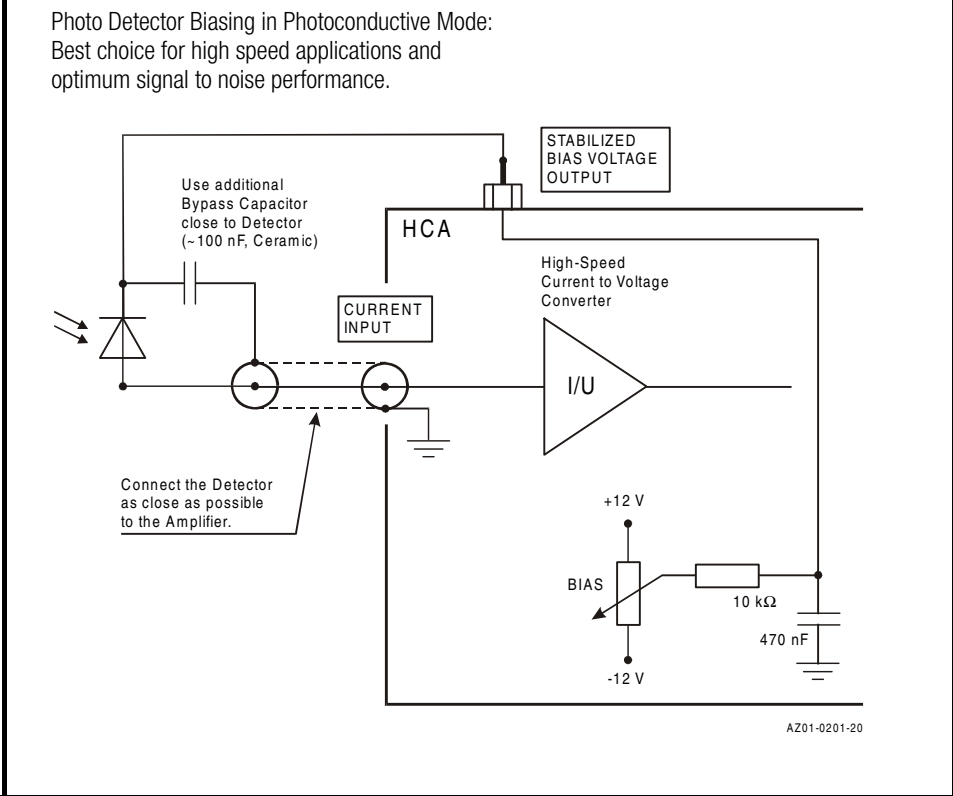 Photo Detector Biasing in Photoconductive Mode:
Best choice for high speed applications and
optimum signal to noise performance.
STABILIZED
BIAS VOLTAGE
OUTPUT
Use additional
Bypass Capacitor
close to Detector
(~100 nF, Ceramic)
HCA
High-Speed
Current to Voltage
Converter
CURRENT
INPUT
I/U
Connect the Detector
as close as possible
to the Amplifier.
+12 V
BIAS
10 kΩ
470 nF
-12 V
AZ01-0201-20